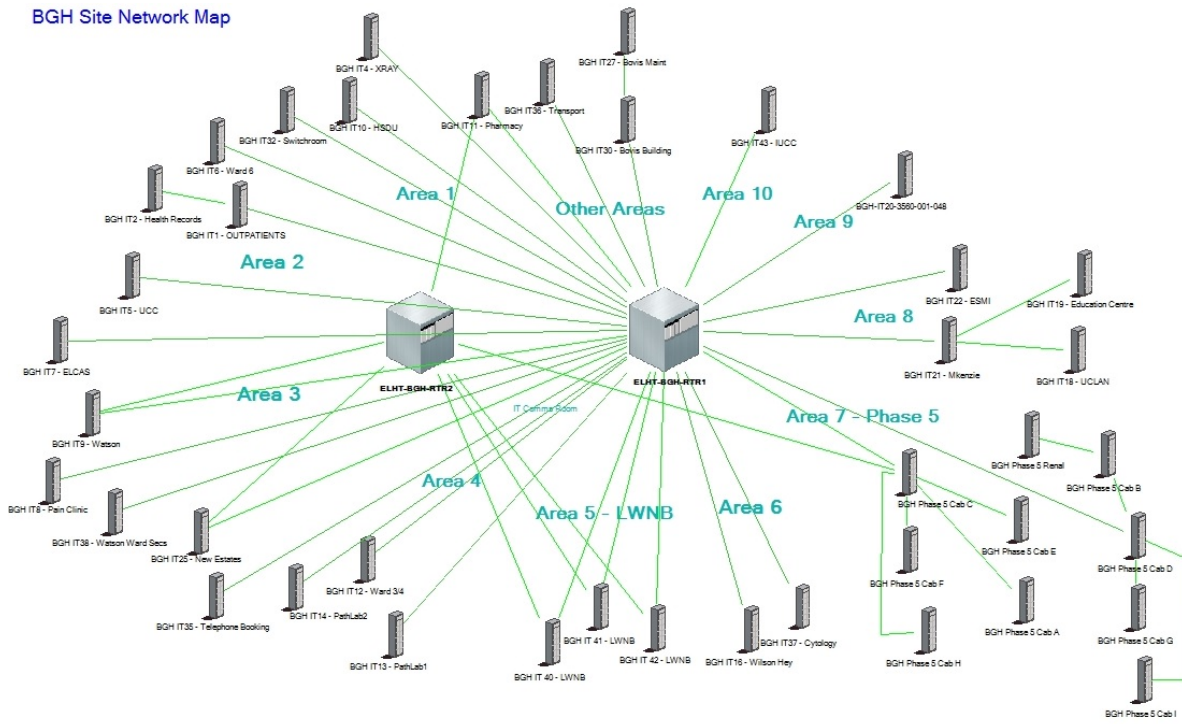 BGH Site Network Map
BGH IT4 - XRAY
BGH IT27 - Bovis Maint
BGH IT10 - HSDU
BGH IT11 - Pharmacy
BGH IT36 - Transport
BGH IT32 - Switchroom
BGH IT30 - Bovis Building
BGH IT43 - IUCC
BGH IT6 - Ward 6
Area 1
Other Areas
Area 10
BGH-IT20-3560-001-048
BGH IT2 - Health Records
BGH IT1 - OUTPATIENTS
Area 9
Area 2
BGH IT5 - UCC
BGH IT22 - ESMI
BGH IT19 - Education Centre
Area 8
BGH IT7 - ELCAS
BGH IT21 - Mkenzie
BGH IT18 - UCLAN
ELHT-BGH-RTR2
ELHT-BGH-RTR1
Area 3
IT Comms Room
Area 7 - Phase 5
BGH IT9 - Watson
BGH Phase 5 Renal
BGH Phase 5 Cab B
Area 4
BGH IT8 - Pain Clinic
Area 5 - LWNB
Area 6
BGH Phase 5 Cab C
BGH IT38 - Watson Ward Secs
BGH IT25 - New Estates
BGH Phase 5 Cab E
BGH Phase 5 Cab D
BGH Phase 5 Cab F
BGH IT12 - Ward 3/4
BGH IT14 - PathLab2
BGH IT35 - Telephone Booking
BGH Phase 5 Cab A
BGH Phase 5 Cab G
BGH IT 41 - LWNB
BGH IT37 - Cytology
BGH IT13 - PathLab1
BGH IT 40 - LWNB
BGH IT 42 - LWNB
BGH IT16 - Wilson Hey
BGH Phase 5 Cab H
BGH Phase 5 Cab I